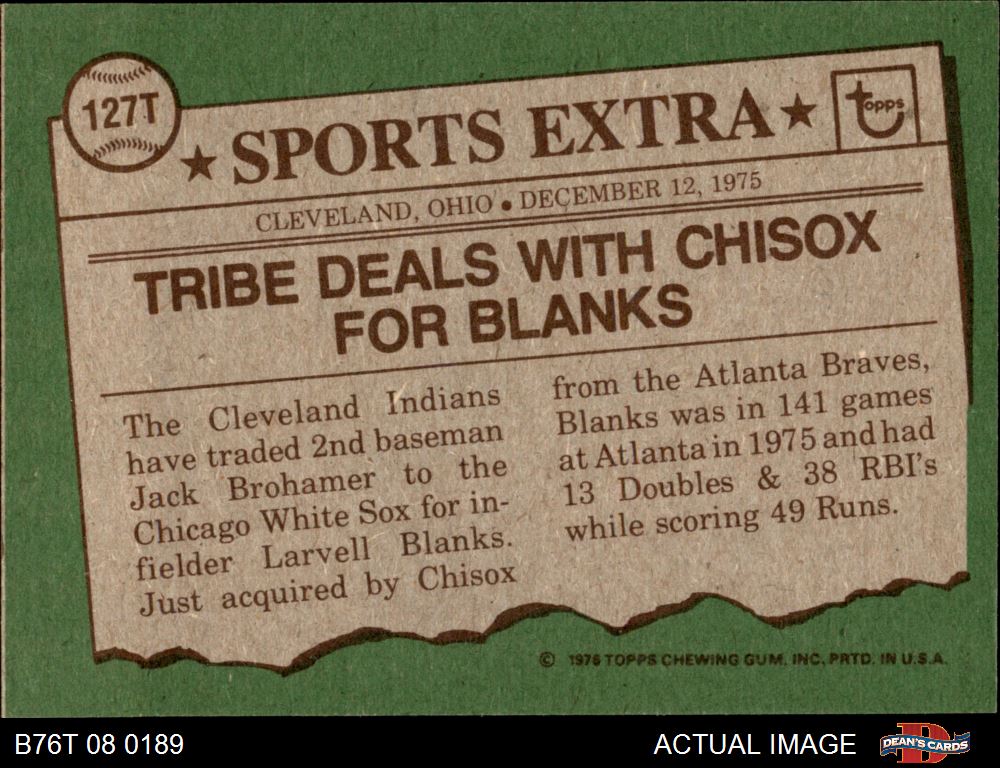 127T
★ SPORTS EXTRA ★
topps
CLEVELAND, OHIO • DECEMBER 12, 1975
TRIBE DEALS WITH CHISOX
FOR BLANKS
The Cleveland Indians
have traded 2nd baseman
Jack Brohamer to the
Chicago White Sox for in-
fielder Larvell Blanks.
Just acquired by Chisox
from the Atlanta Braves,
Blanks was in 141 games
at Atlanta in 1975 and had
13 Doubles & 38 RBI's
while scoring 49 Runs.
© 1976 TOPPS CHEWING GUM, INC. PRTD. IN U.S.A.
B76T 08 0189
ACTUAL IMAGE
DEAN'S CARDS